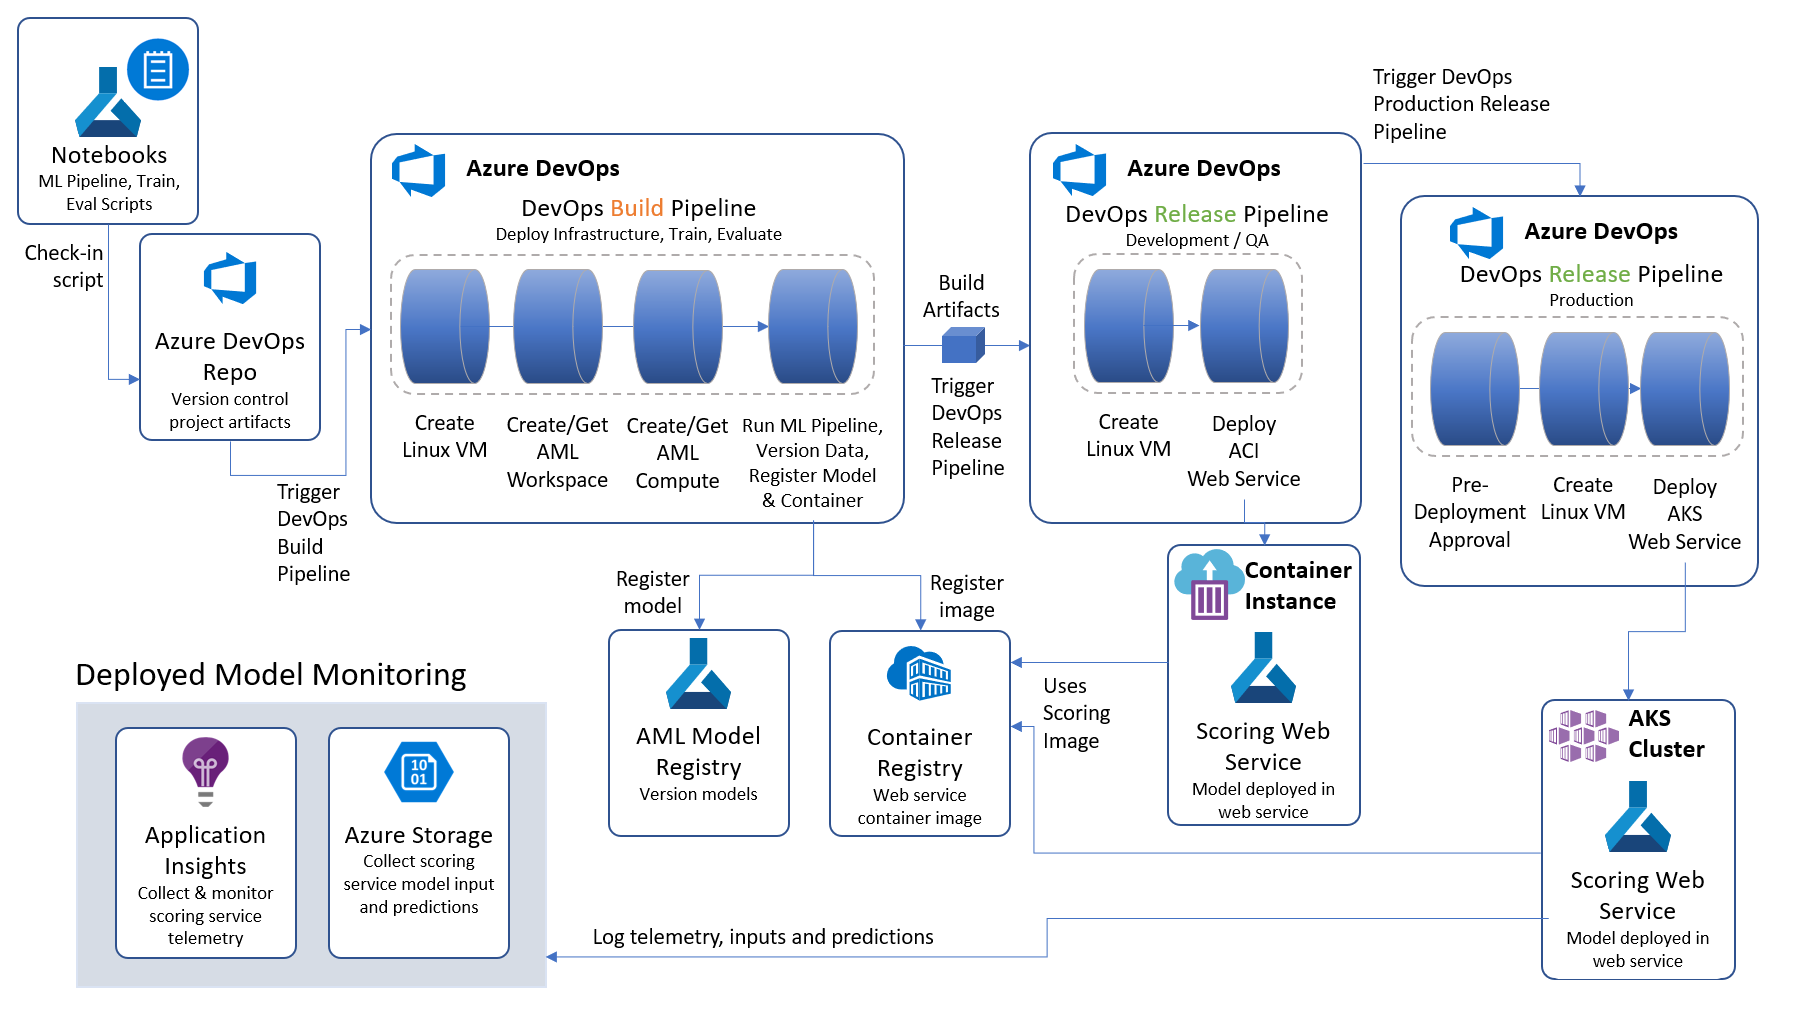 Notebooks
ML Pipeline, Train,
Eval Scripts
Check-in
script
Azure DevOps
Repo
Version control
project artifacts
Trigger
DevOps
Build
Pipeline
Azure DevOps
DevOps Build Pipeline
Deploy Infrastructure, Train, Evaluate
Create
Linux VM
Create/Get
AML
Workspace
Create/Get
AML
Compute
Run ML Pipeline,
Version Data,
Register Model
& Container
Build
Artifacts
Trigger
DevOps
Release
Pipeline
Azure DevOps
DevOps Release Pipeline
Development / QA
Create
Linux VM
Deploy
ACI
Web Service
Trigger DevOps
Production Release
Pipeline
Azure DevOps
DevOps Release Pipeline
Production
Pre-
Deployment
Approval
Create
Linux VM
Deploy
AKS
Web Service
Register
model
Register
image
AML Model
Registry
Version models
Container
Registry
Web service
container image
Uses
Scoring
Image
Container
Instance
Scoring Web
Service
Model deployed in
web service
AKS
Cluster
Scoring Web
Service
Model deployed in
web service
Deployed Model Monitoring
Application
Insights
Collect & monitor
scoring service
telemetry
10
01
Azure Storage
Collect scoring
service model input
and predictions
Log telemetry, inputs and predictions